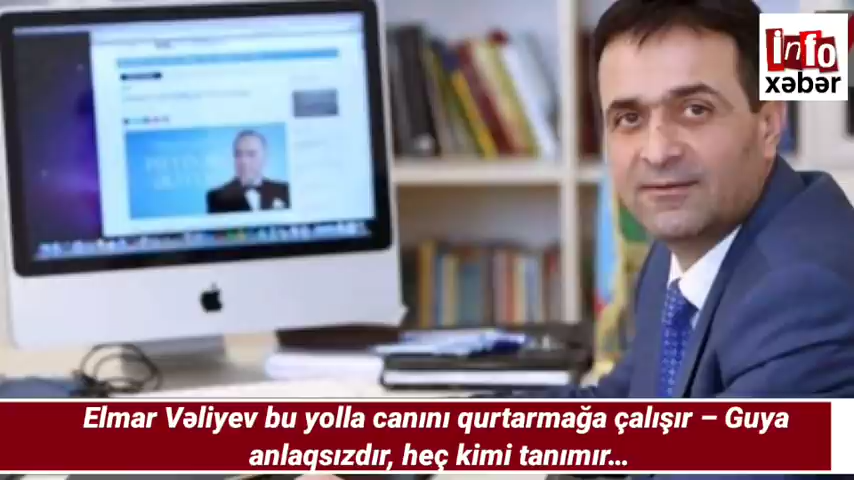 info
xəbər
Elmar Vəliyev bu yolla canını qurtarmağa çalışır – Guya
anlaqsızdır, heç kimi tanımır...